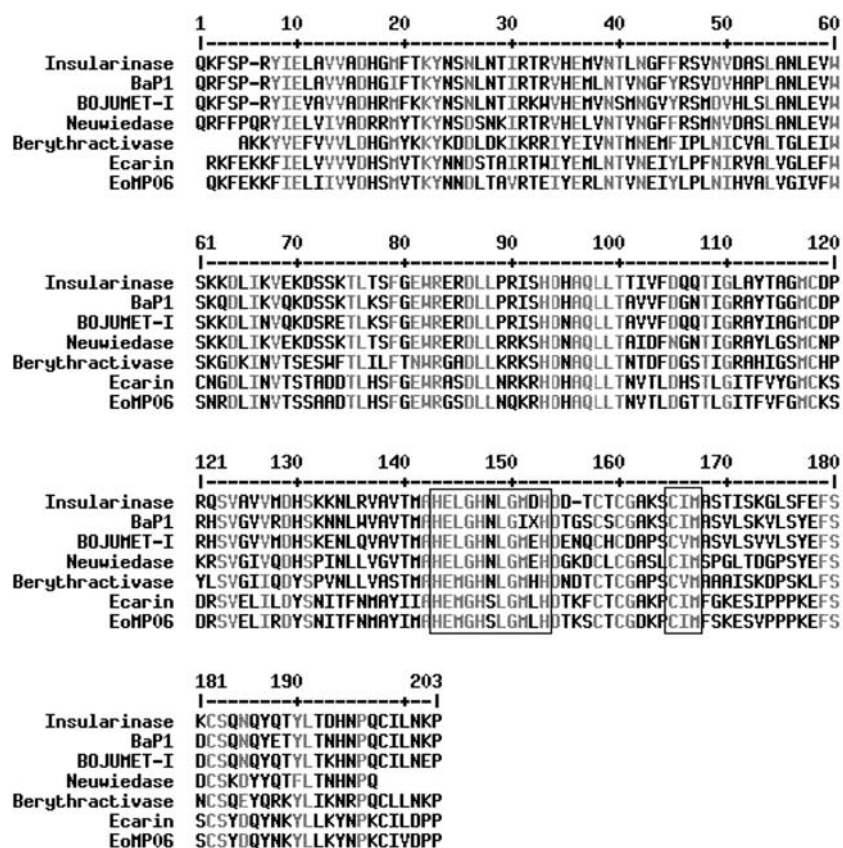 1 10 20 30 40 50 60
|--------+---------+---------+---------+---------+---------|
Insularinase QKFSP-RYIELAVVADHGMFTKYNSNLNTIRTRVHEMVNTLNGFFRSVNVDASLANLEVW
BaP1 QRFSP-RYIELAVVADHGIFTKYNSNLNTIRTRVHEMLNTVNGFYRSVDVHAPLANLEVW
BOJUMET-I QKFSP-RYIEVAVVADHRMFKKYNSNLNTIRKWVHEMVNSMNGVYRSMDVHLSLANLEVW
Neuwiedase QRFFPQRYIELVIVADRRMYTKYNSDSNKIRTRVHELVNTVNGFFRSMNVDASLANLEVW
Berythractivase AKKYVEFVVVLDHGMYKKYKDDLDKIKRRIYEIVNTMNEMFIPLNICVALTGLEIW
Ecarin RKFEKKFIELVVVVDHSMVTKYNNDSTAIRTWIYEMLNTVNEIYLPFNIRVALVGLEFW
EoMP06 QKFEKKFIELIIVVDHSMVTKYNNDLTAVRTEIYERLNTVNEIYLPLNIHVALVGIVFW
61 70 80 90 100 110 120
|--------+---------+---------+---------+---------+---------|
Insularinase SKKDLIKVEKDSSKTLTSFGEWRERDLLPRISHDHAQLLTTIVFDQQTIGLAYTAGMCDP
BaP1 SKQDLIKVQKDSSKTLKSFGEWRERDLLPRISHDHAQLLTAVVFDGNTIGRAYTGGMCDP
BOJUMET-I SKKDLINVQKDSRETLKSFGEWRERDLLPRISHDNAQLLTAVVFDQQTIGRAYIAGMCDP
Neuwiedase SKKDLIKVEKDSSKTLTSFGEWRERDLLRRKSHDNAQLLTAIDFNGNTIGRAYLGSMCNP
Berythractivase SKGDKINVTSESWFTLILFTNWRGADLLKRKSHDNAQLLTNTDFDGSTIGRAHIGSMCHP
Ecarin CNGDLINVTSTADDTLHSFGEWRASDLLNRKRHDHAQLLTNVTLDHSTLGITFVYGMCKS
EoMP06 SNRDLINVTSSAADTLHSFGEWRGSDLLNQKRHDHAQLLTNVTLDGTTLGITFVFGMCKS
121 130 140 150 160 170 180
|--------+---------+---------+---------+---------+---------|
Insularinase RQSVAVVMDHSKKNLRVAVTMAHELGHNLGMDHDD-TCTCGAKSCIMASTISKGLSFEFS
BaP1 RHSVGVVRDHSKNNLWVAVTMAHELGHNLGIXHDTGSCSCGAKSCIMASVLSKVLSYEFS
BOJUMET-I RHSVGVVMDHSKENLQVAVTMAHELGHNLGMEHDENQCHCDAPSCVMASVLSVVLSYEFS
Neuwiedase KRSVGIVQDHSPINLLVGVTMAHELGHNLGMEHDGKDCLCGASLCIMSPGLTDGPSYEFS
Berythractivase YLSVGIIQDYSPVNLLVASTMAHELGHNLGMHHDNDTCTCGAPSCVMAAAISKDPSKLFS
Ecarin DRSVELILDYSNITFNMAYIIAHEMGHSLGMLHDTKFCTCGAKPCIMFGKESIPPPKEFS
EoMP06 DRSVELIRDYSNITFNMAYIMAHEMGHSLGMLHDTKSCTCGDKPCIMFSKESVPPPKEFS
181 190 203
|--------+------------|
Insularinase KCSQNQYQTYLTDHNPQCILNKP
BaP1 DCSQNQYETYLTNHNPQCILNKP
BOJUMET-I DCSQNQYQTYLTKHNPQCILNEP
Neuwiedase DCSKDYYQTFLTNHNPQ
Berythractivase NCSQEYQRKYLIKNRPQCLLNKP
Ecarin SCSYDQYNKYLLKYNPKCILDPP
EoMP06 SCSYDQYNKYLLKYNPKCIVDPP